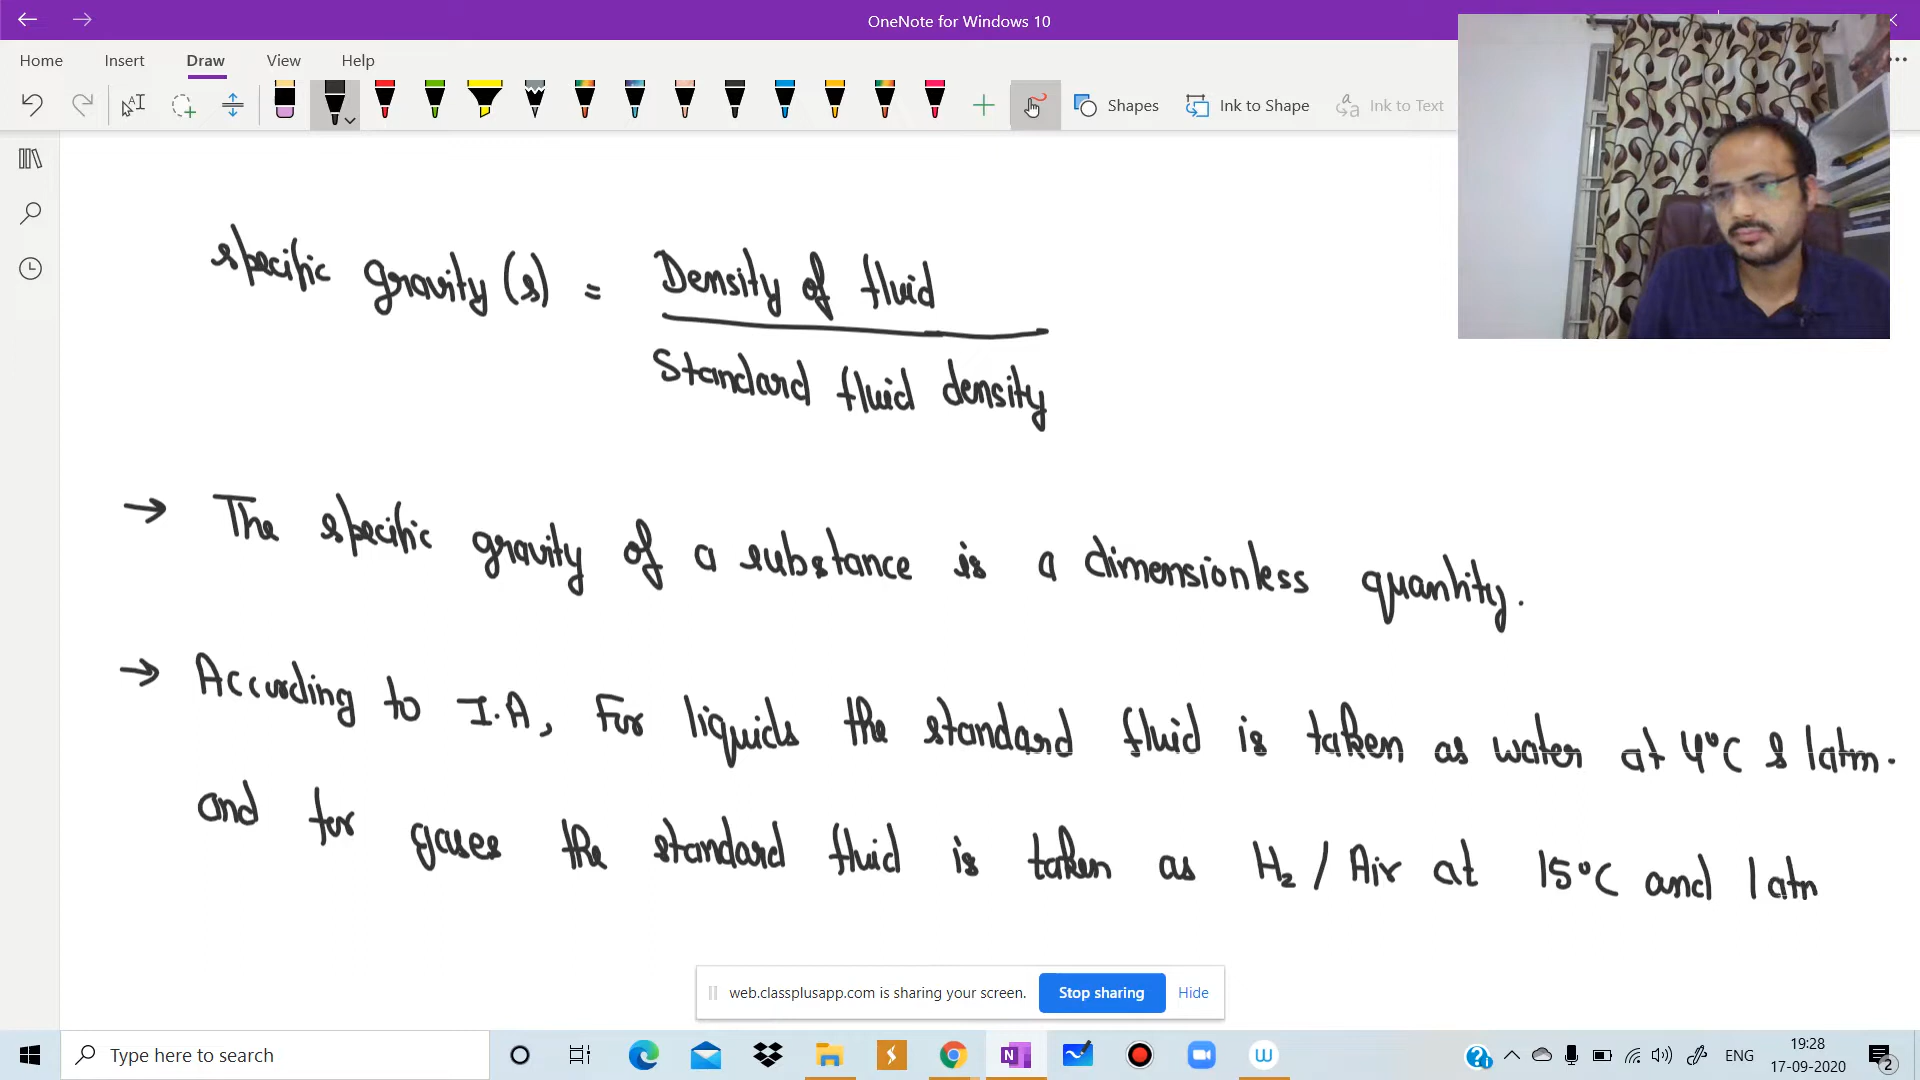 OneNote for Windows 10
Home Insert Draw View Help
Shapes Ink to Shape Ink to Text
specific gravity (s) = Density of fluid
Standard fluid density
→ The specific gravity of a substance is a dimensionless quantity.
→ According to I.A, For liquids the standard fluid is taken as water at 4°C & 1atm.
and for gases the standard fluid is taken as H₂ / Air at 15°C and 1 atm
web.classplusapp.com is sharing your screen. Stop sharing Hide
Type here to search
ENG
19:28
17-09-2020
2